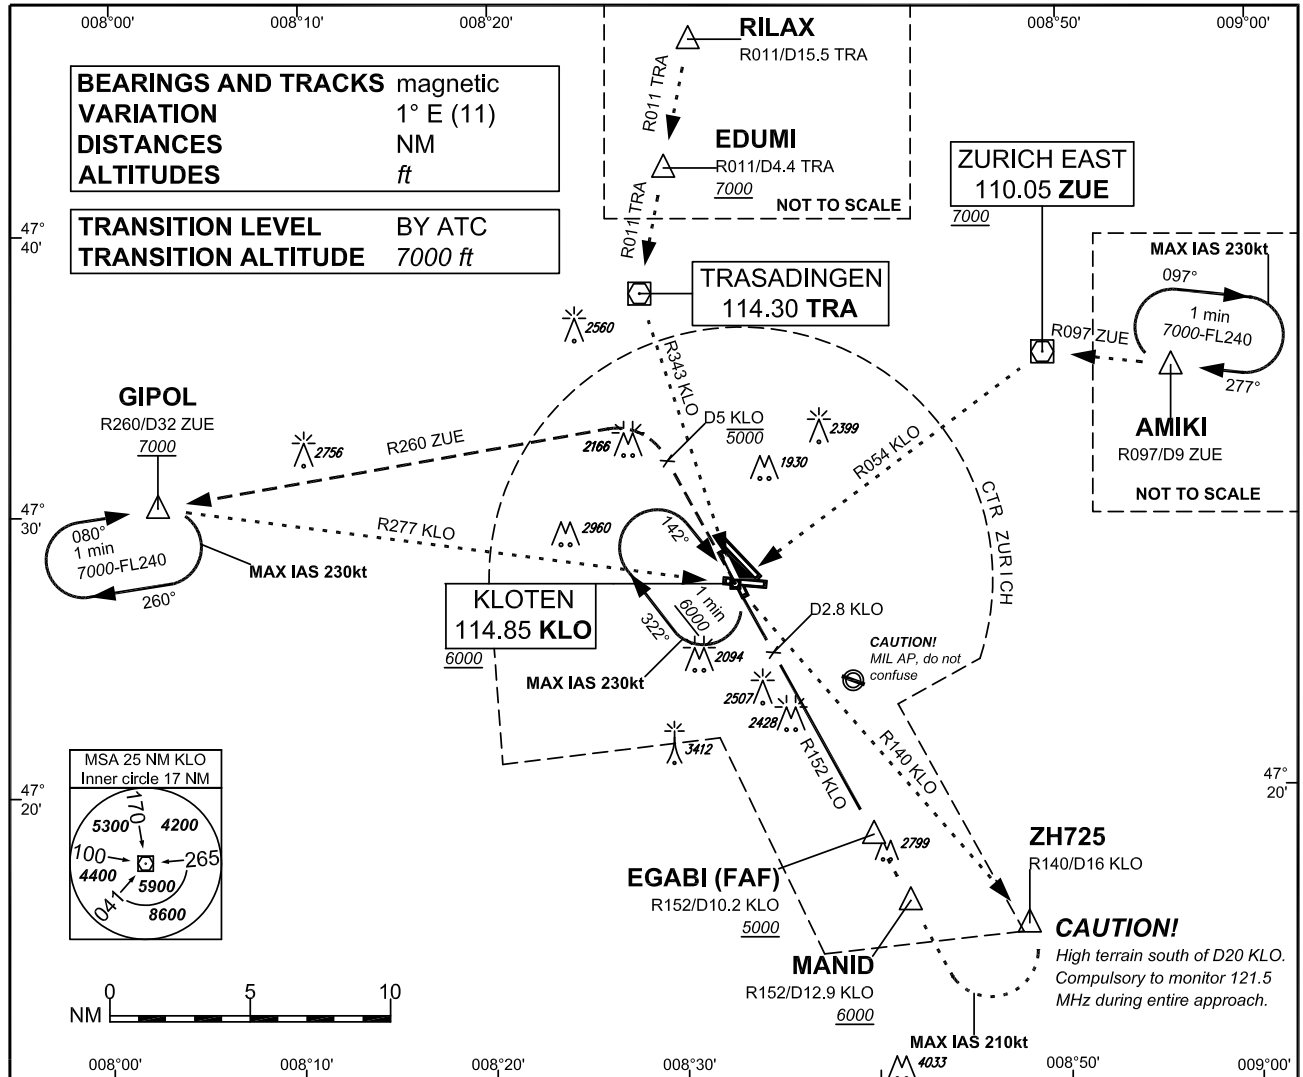 008°00'
008°10'
008°20'
008°50'
009°00'
RILAX
R011/D15.5 TRA
R011 TRA
EDUMI
R011/D4.4 TRA
7000
R011 TRA
NOT TO SCALE
BEARINGS AND TRACKS magnetic
VARIATION 1° E (11)
DISTANCES NM
ALTITUDES ft
TRANSITION LEVEL BY ATC
TRANSITION ALTITUDE 7000 ft
47°
40'
ZURICH EAST
110.05 ZUE
7000
MAX IAS 230kt
097°
1 min
7000-FL240
277°
R097 ZUE
AMIKI
R097/D9 ZUE
NOT TO SCALE
TRASADINGEN
114.30 TRA
2560
R343 KLO
GIPOL
R260/D32 ZUE
7000
2756
R260 ZUE
2166
D5 KLO
5000
2399
1930
R054 KLO
CTR ZURICH
47°
30'
080°
1 min
7000-FL240
260°
MAX IAS 230kt
R277 KLO
2960
142°
1 min
6000
322°
KLOTEN
114.85 KLO
6000
MAX IAS 230kt
2094
D2.8 KLO
CAUTION!
MIL AP, do not
confuse
2507
2428
3412
R152 KLO
R140 KLO
MSA 25 NM KLO
Inner circle 17 NM
170
5300
4200
100
265
4400
5900
041
8600
47°
20'
47°
20'
2799
EGABI (FAF)
R152/D10.2 KLO
5000
ZH725
R140/D16 KLO
MANID
R152/D12.9 KLO
6000
CAUTION!
High terrain south of D20 KLO.
Compulsory to monitor 121.5
MHz during entire approach.
MAX IAS 210kt
0
5
10
NM
4033
008°00'
008°10'
008°20'
008°30'
008°50'
009°00'